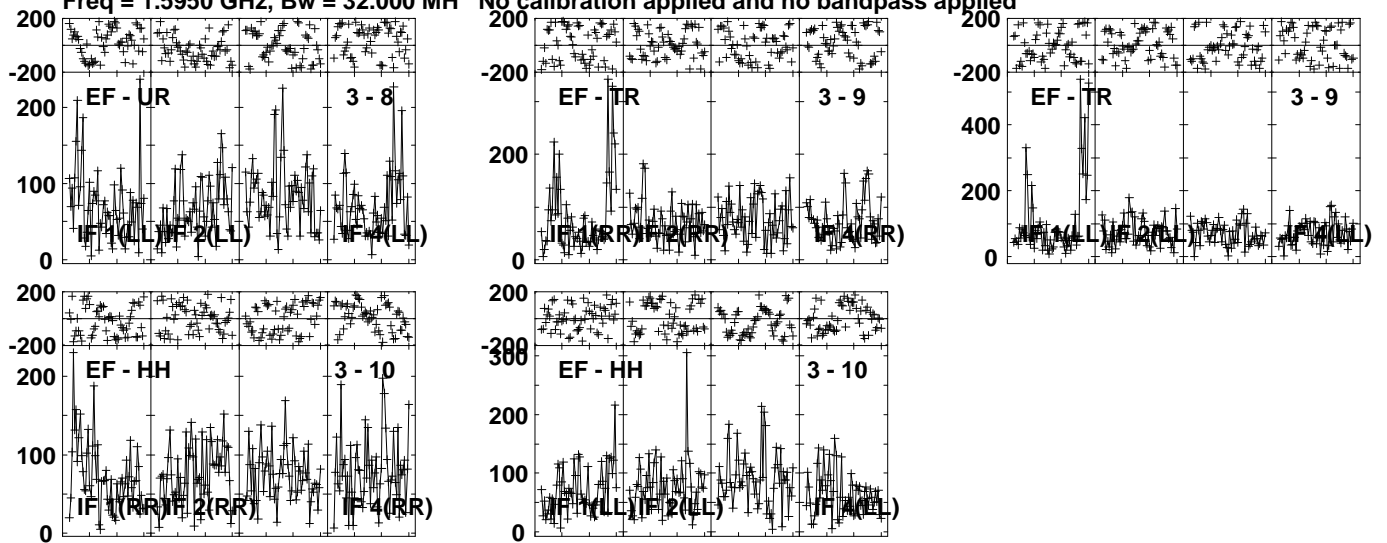 Freq = 1.5950 GHz, Bw = 32.000 MH No calibration applied and no bandpass applied
200
-200
EF - UR 3 - 8
200
100
0
IF 1(LL) IF 2(LL) IF 4(LL)
200
-200
EF - TR 3 - 9
200
0
IF 1(RR) IF 2(RR) IF 4(RR)
200
-200
EF - TR 3 - 9
400
200
0
IF 1(LL) IF 2(LL) IF 4(LL)
200
-200
EF - HH 3 - 10
200
100
0
IF 1(RR) IF 2(RR) IF 4(RR)
200
-200
300
EF - HH 3 - 10
200
100
0
IF 1(LL) IF 2(LL) IF 4(LL)